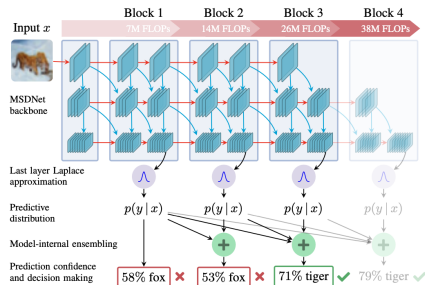 Block 1 Block 2 Block 3 Block 4
Input x
7M FLOPs 14M FLOPs 26M FLOPs 38M FLOPs
MSDNet
backbone
Last layer Laplace
approximation
Predictive
distribution
p(y | x) p(y | x) p(y | x) p(y | x)
Model-internal ensembling
+ + +
Prediction confidence
and decision making
58% fox ✗ 53% fox ✗ 71% tiger ✓ 79% tiger ✓